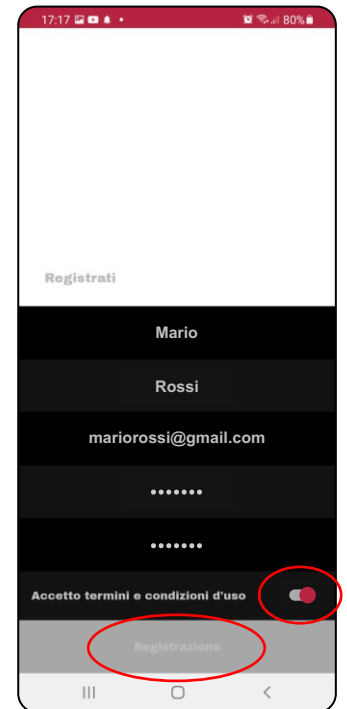 17:17 80%
Registrati
Mario
Rossi
mariorossi@gmail.com
•••••••
•••••••
Accetto termini e condizioni d'uso
Registrazione